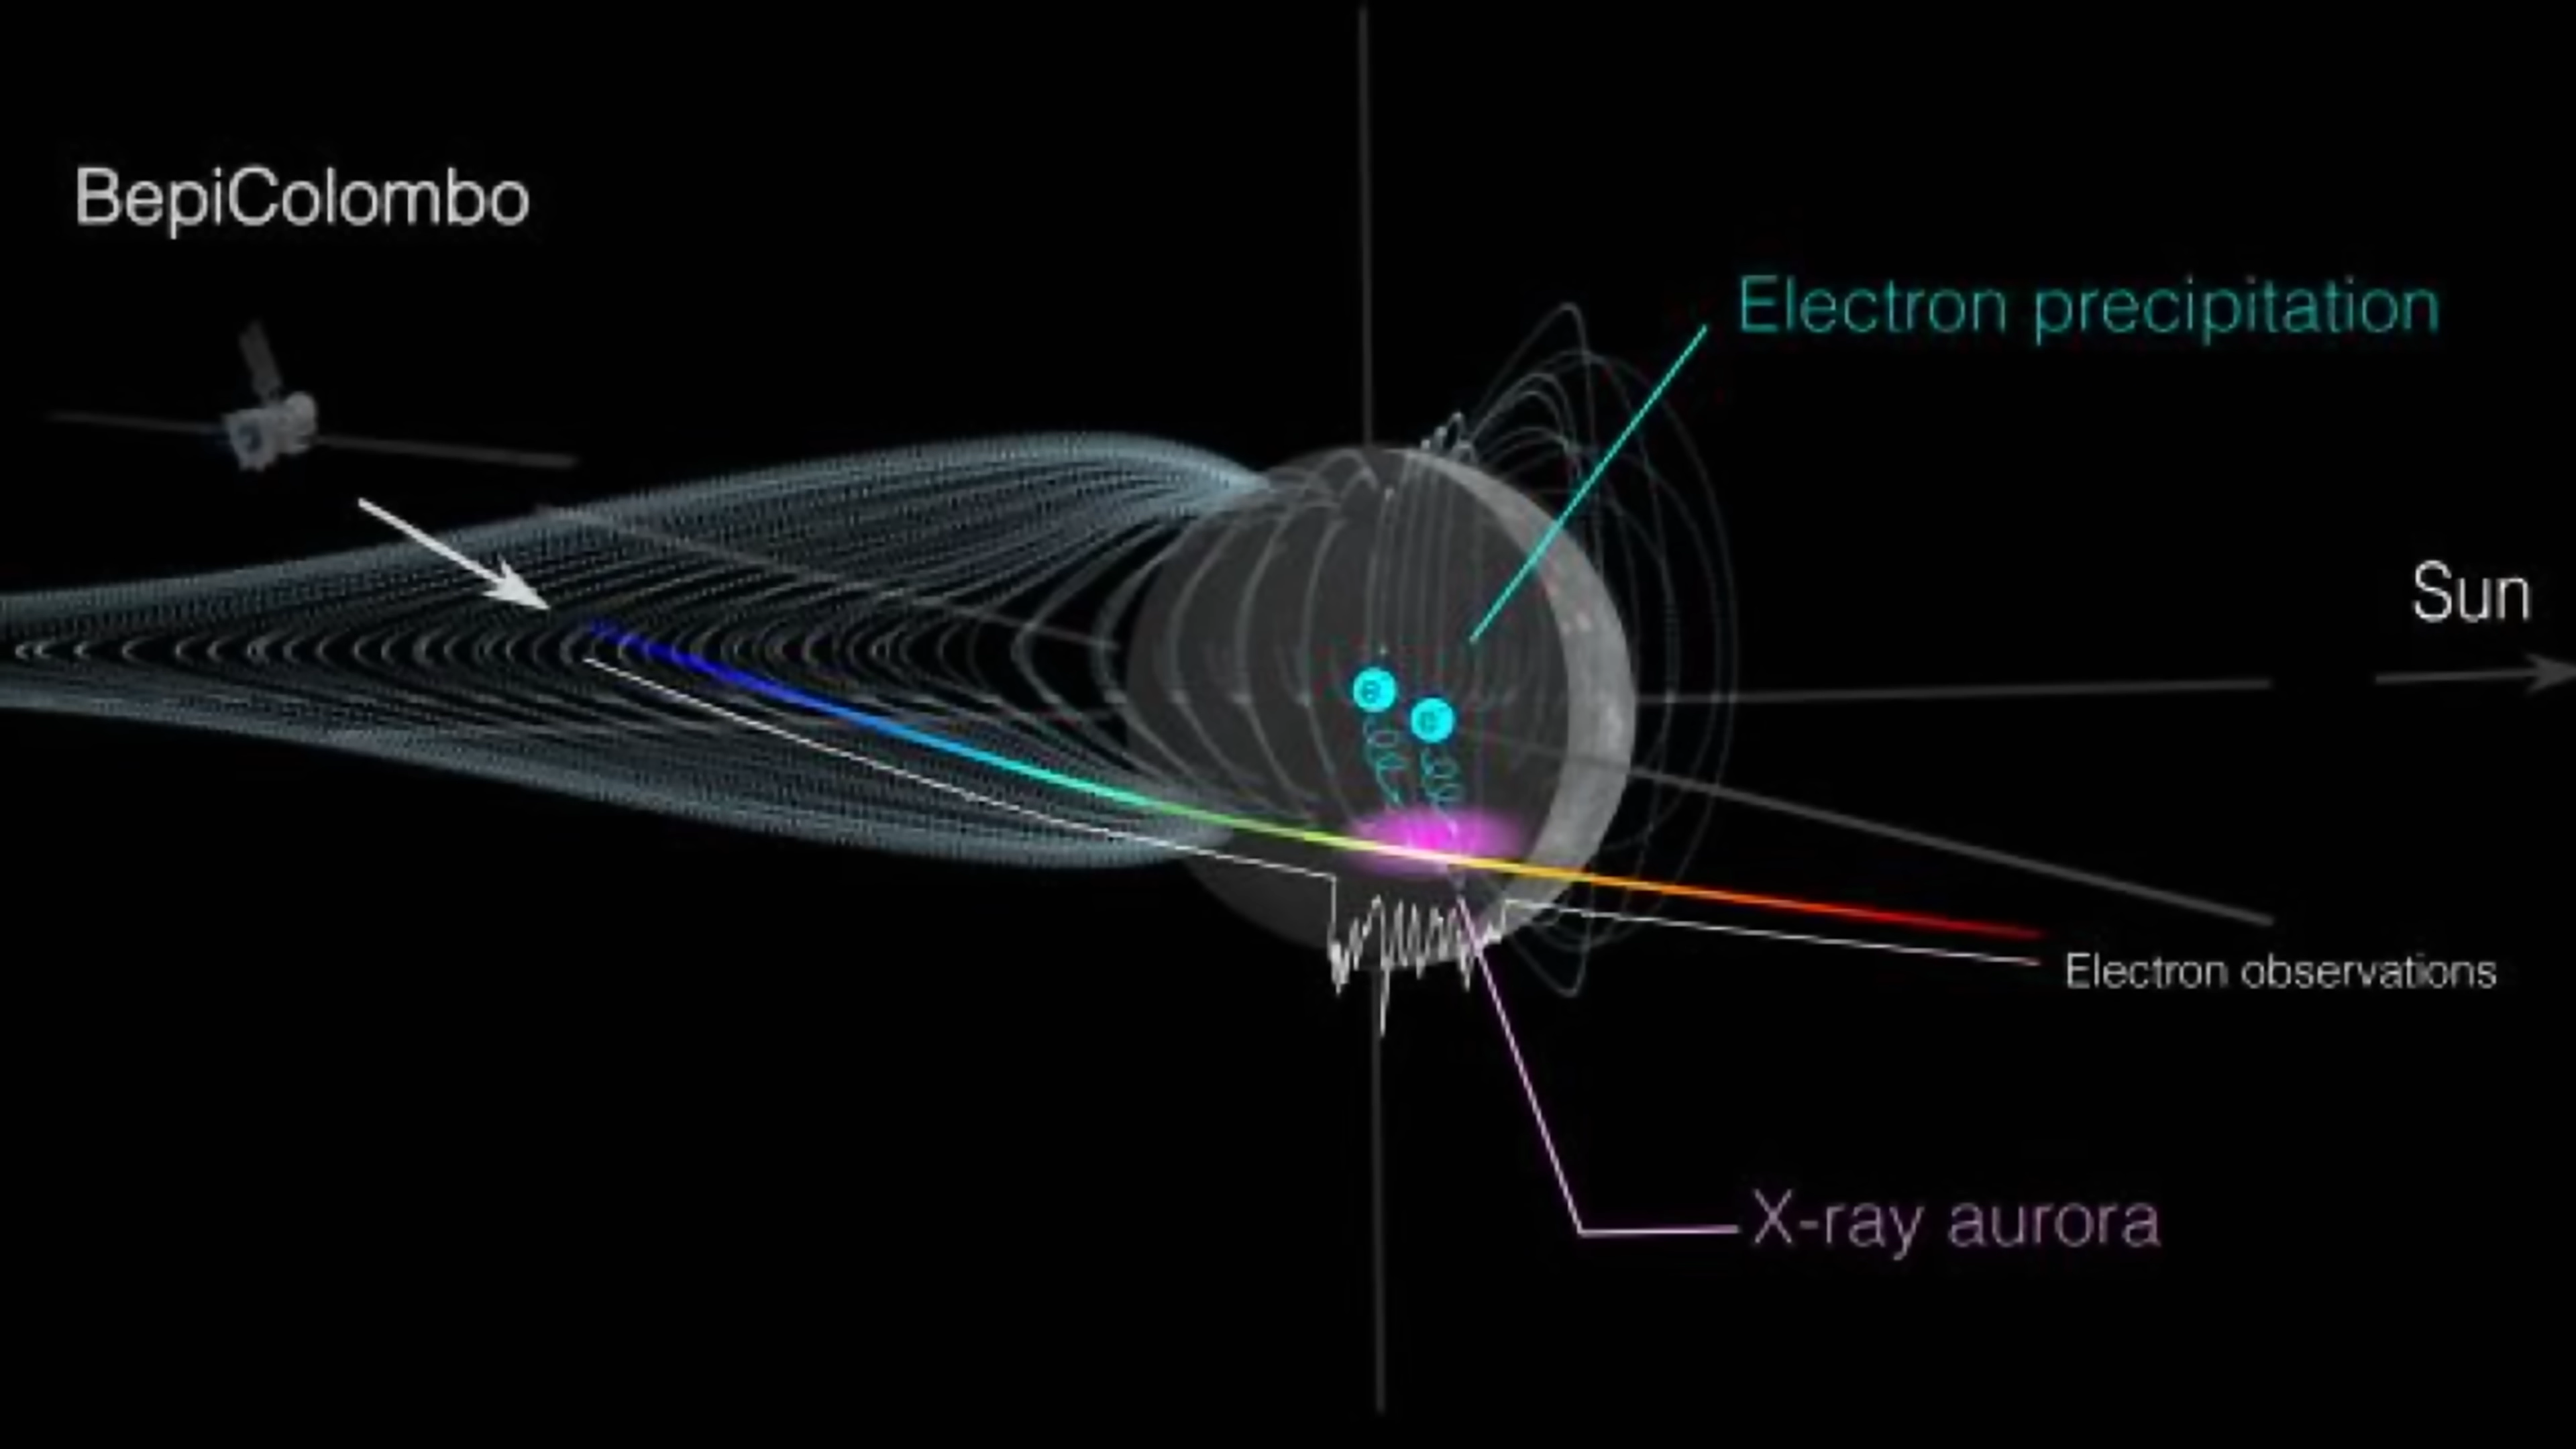 BepiColombo
Electron precipitation
Sun
e-
e-
Electron observations
X-ray aurora